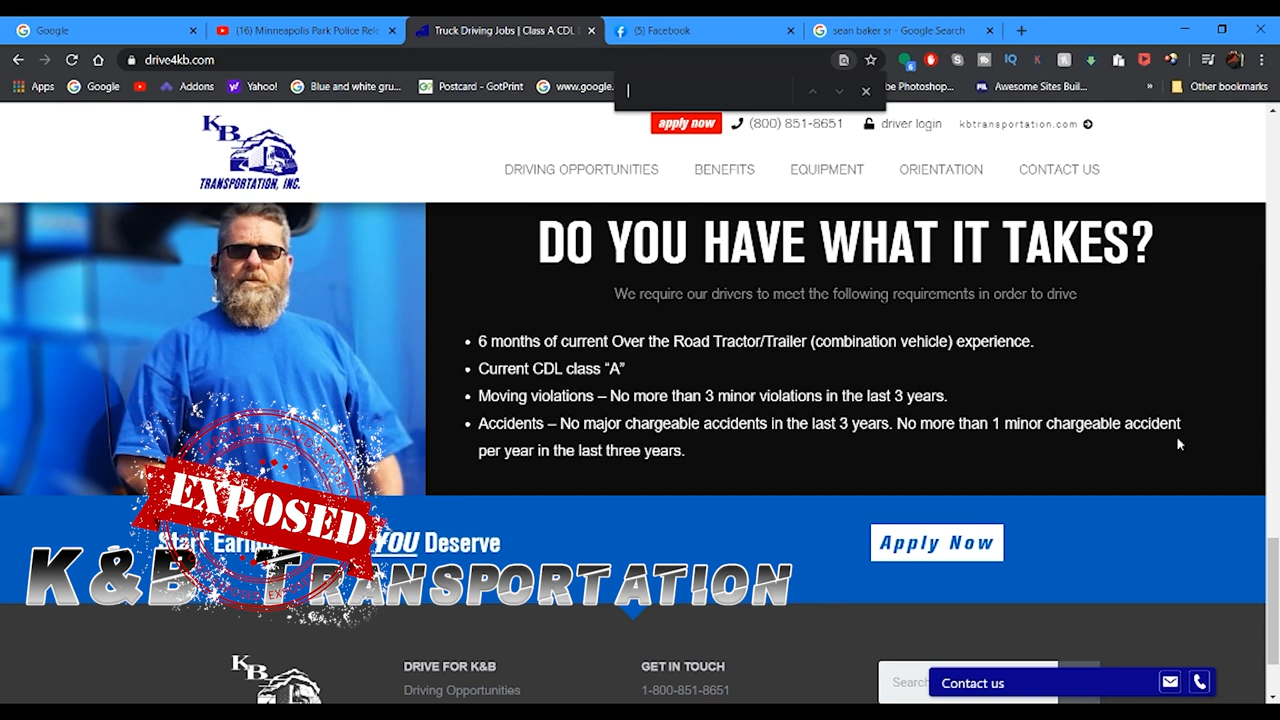 Google
(16) Minneapolis Park Police Rele
Truck Driving Jobs | Class A CDL D
(5) Facebook
sean baker sr - Google Search
drive4kb.com
Apps
Google
Addons
Yahoo!
Blue and white gru...
Postcard - GotPrint
www.google.
be Photoshop...
Awesome Sites Buil...
»
Other bookmarks
KB
TRANSPORTATION, INC.
apply now
(800) 851-8651
driver login
kbtransportation.com
DRIVING OPPORTUNITIES
BENEFITS
EQUIPMENT
ORIENTATION
CONTACT US
DO YOU HAVE WHAT IT TAKES?
We require our drivers to meet the following requirements in order to drive
• 6 months of current Over the Road Tractor/Trailer (combination vehicle) experience.
• Current CDL class “A”
• Moving violations – No more than 3 minor violations in the last 3 years.
• Accidents – No major chargeable accidents in the last 3 years. No more than 1 minor chargeable accident
per year in the last three years.
EXPOSED EXPOSED EXPOSED
EXPOSED
Start YOU Deserve
Apply Now
K&B Transportation
KB
DRIVE FOR K&B
Driving Opportunities
GET IN TOUCH
1-800-851-8651
Search
Contact us